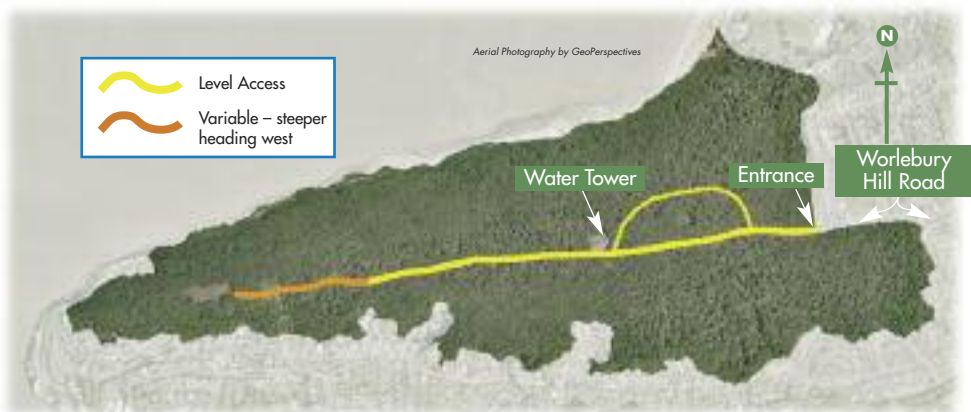 Aerial Photography by GeoPerspectives
N
Level Access
Variable – steeper
heading west
Worlebury
Hill Road
Water Tower
Entrance